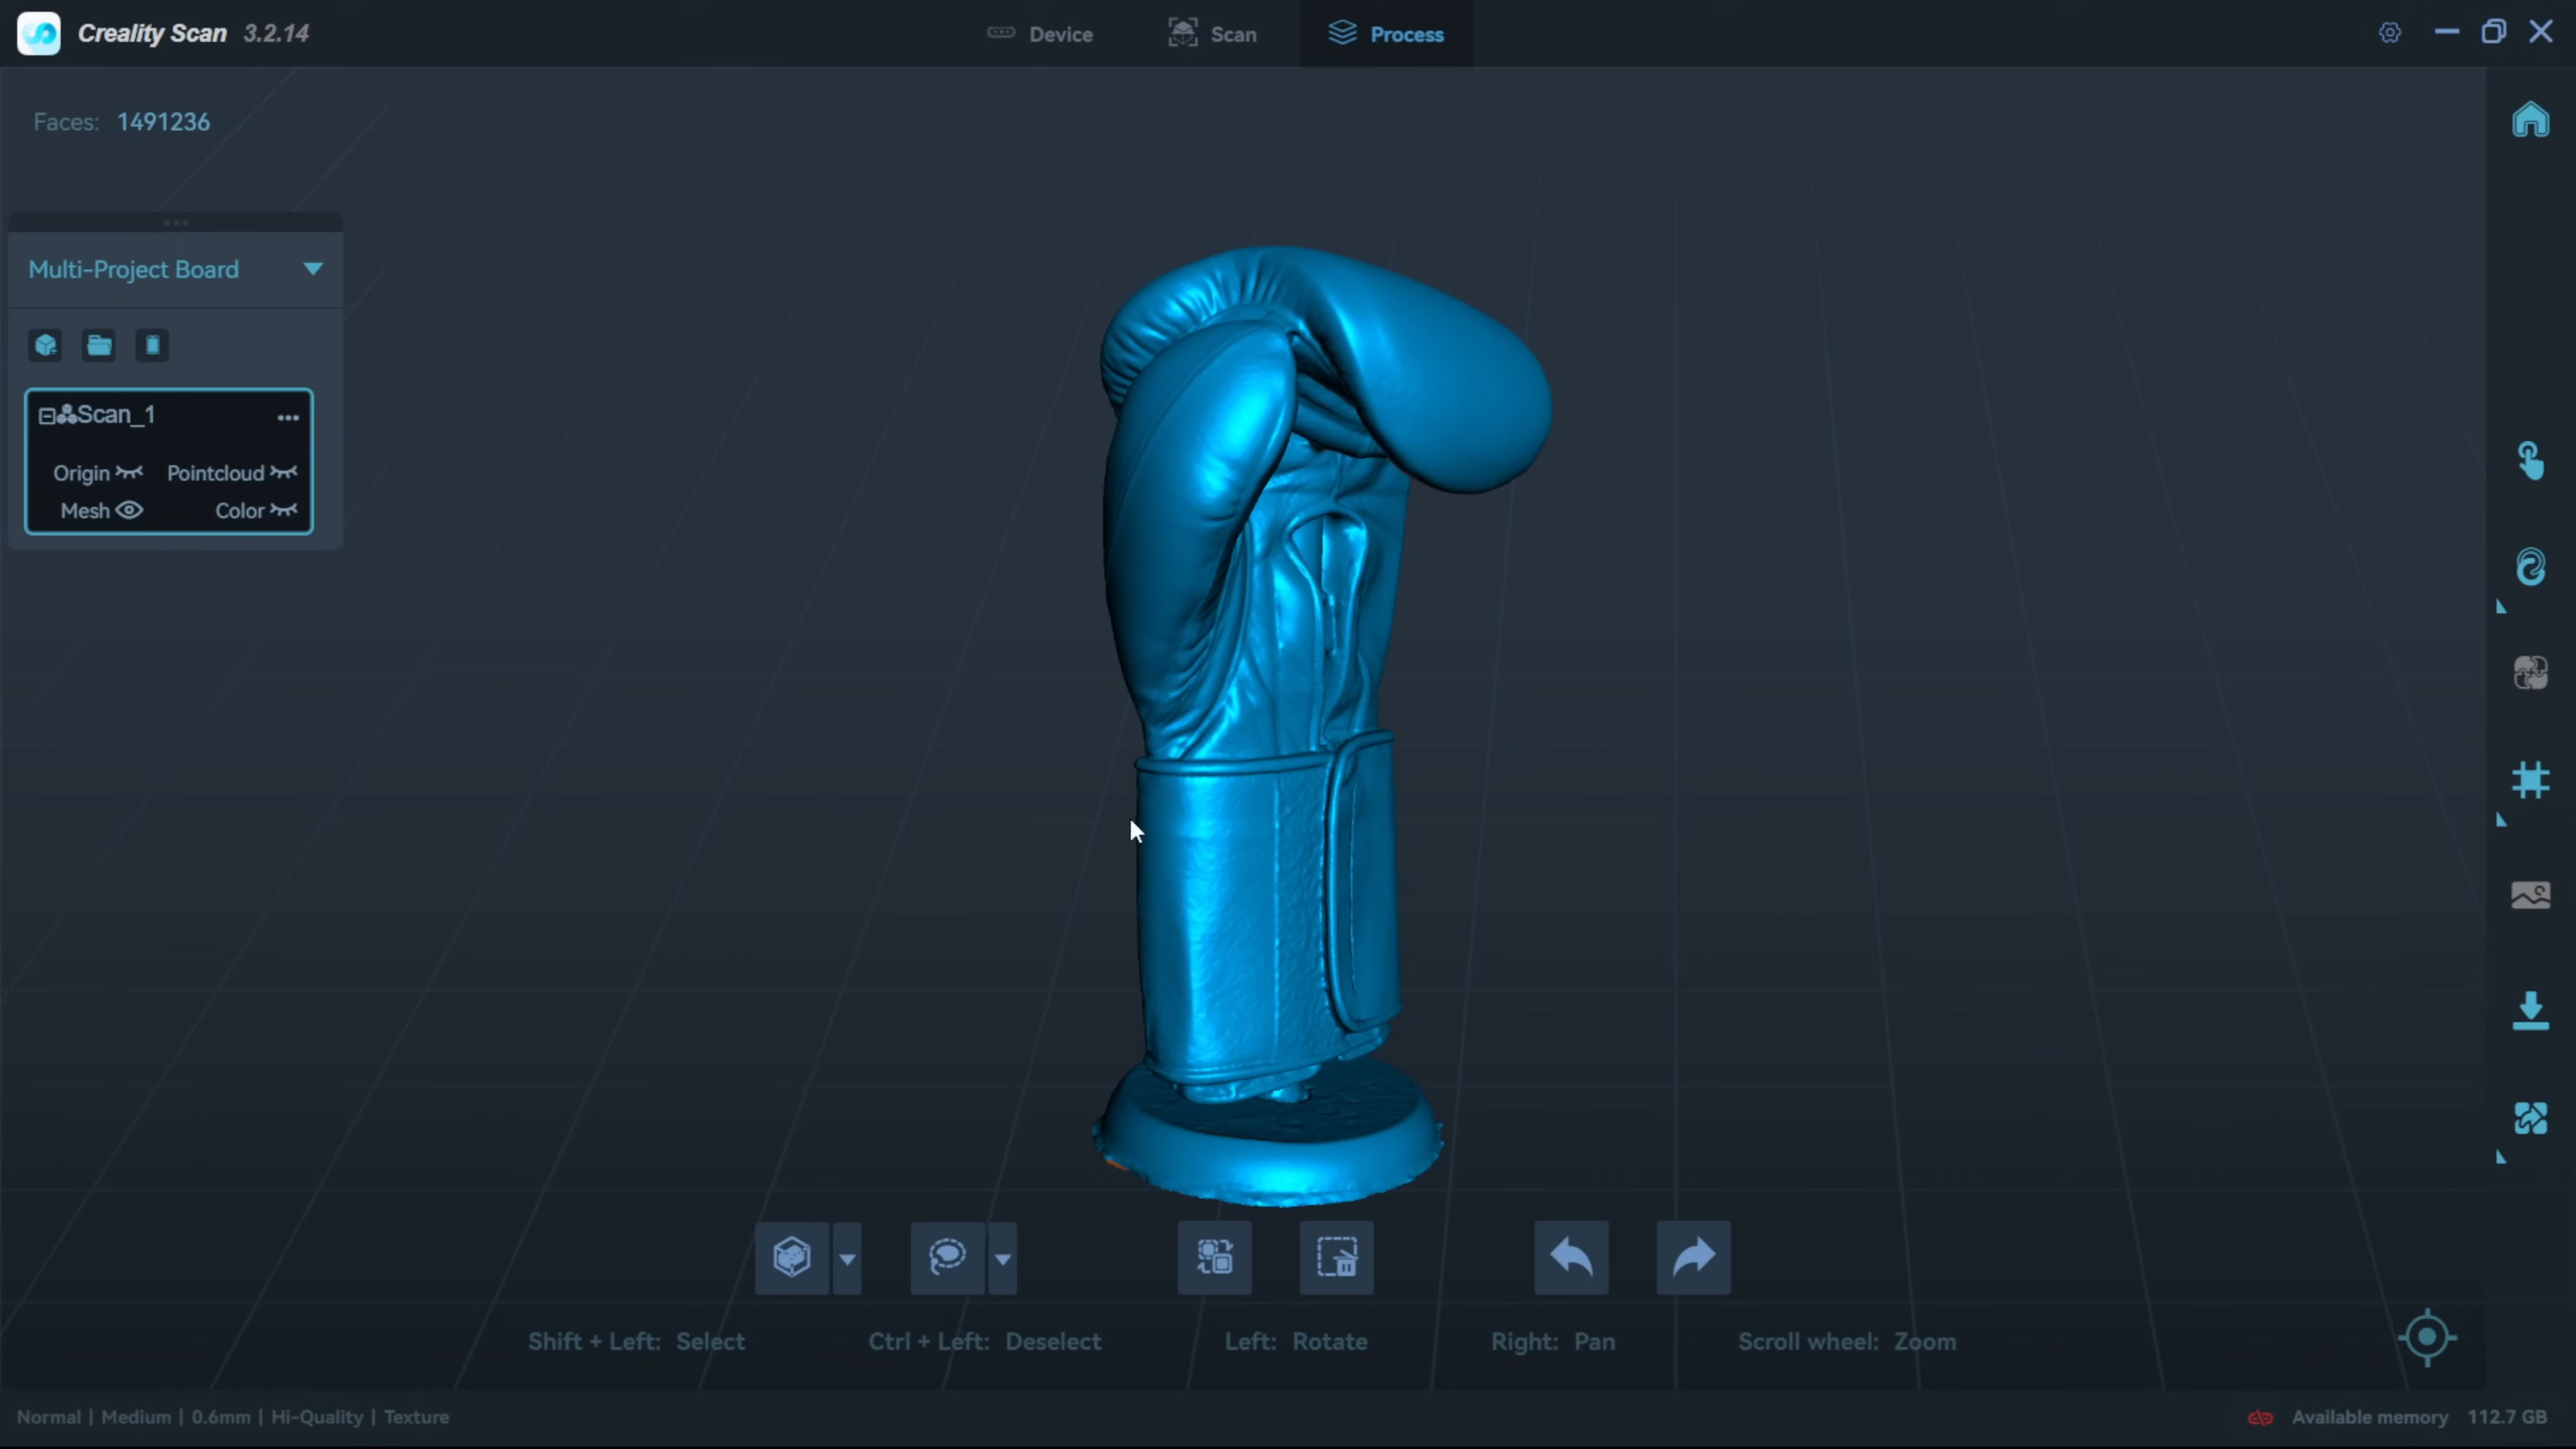 Creality Scan 3.2.14
Device
Scan
Process
Faces: 1491236
Multi-Project Board
Scan_1
Origin
Pointcloud
Mesh
Color
Shift + Left: Select
Ctrl + Left: Deselect
Left: Rotate
Right: Pan
Scroll wheel: Zoom
Normal | Medium | 0.6mm | Hi-Quality | Texture
Available memory 112.7 GB